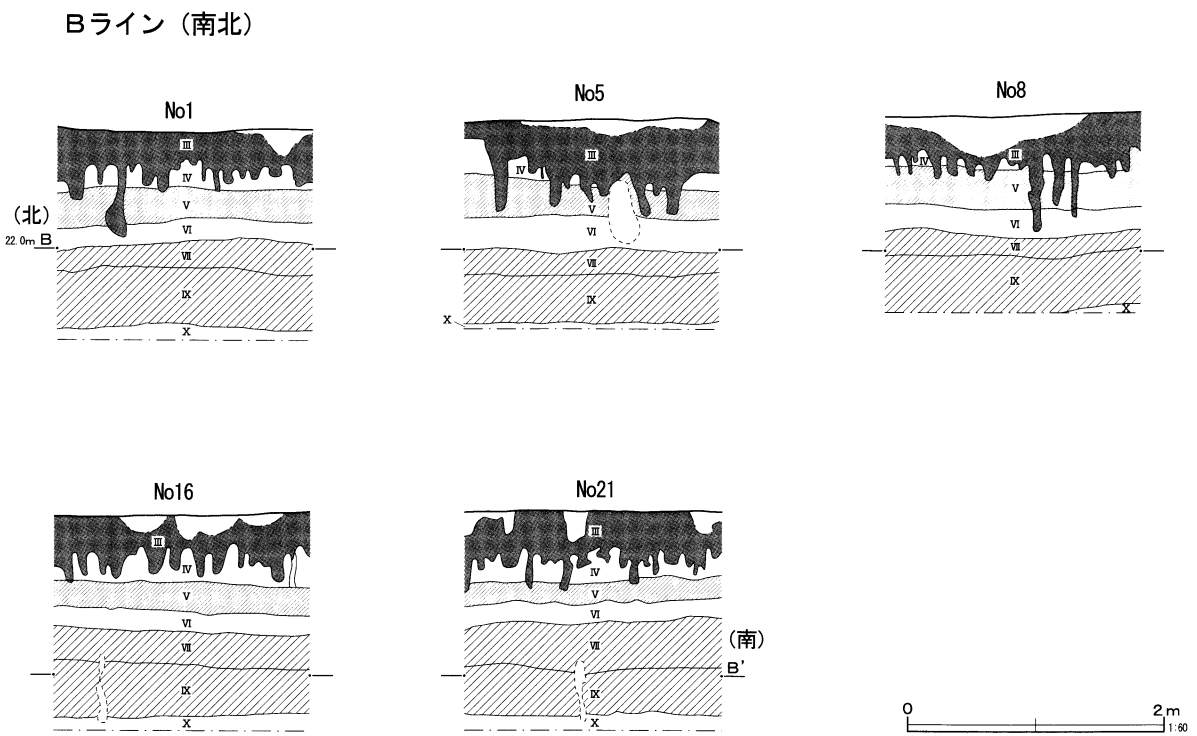 Bライン（南北）
No1
III
IV
V
VI
VII
IX
X
（北）
22.0m B
No5
III
IV
V
VI
VII
IX
X
No8
III
IV
V
VI
VII
IX
X
No16
III
IV
V
VI
VII
IX
X
No21
III
IV
V
VI
VII
IX
X
（南）
B'
0 2m
1:60